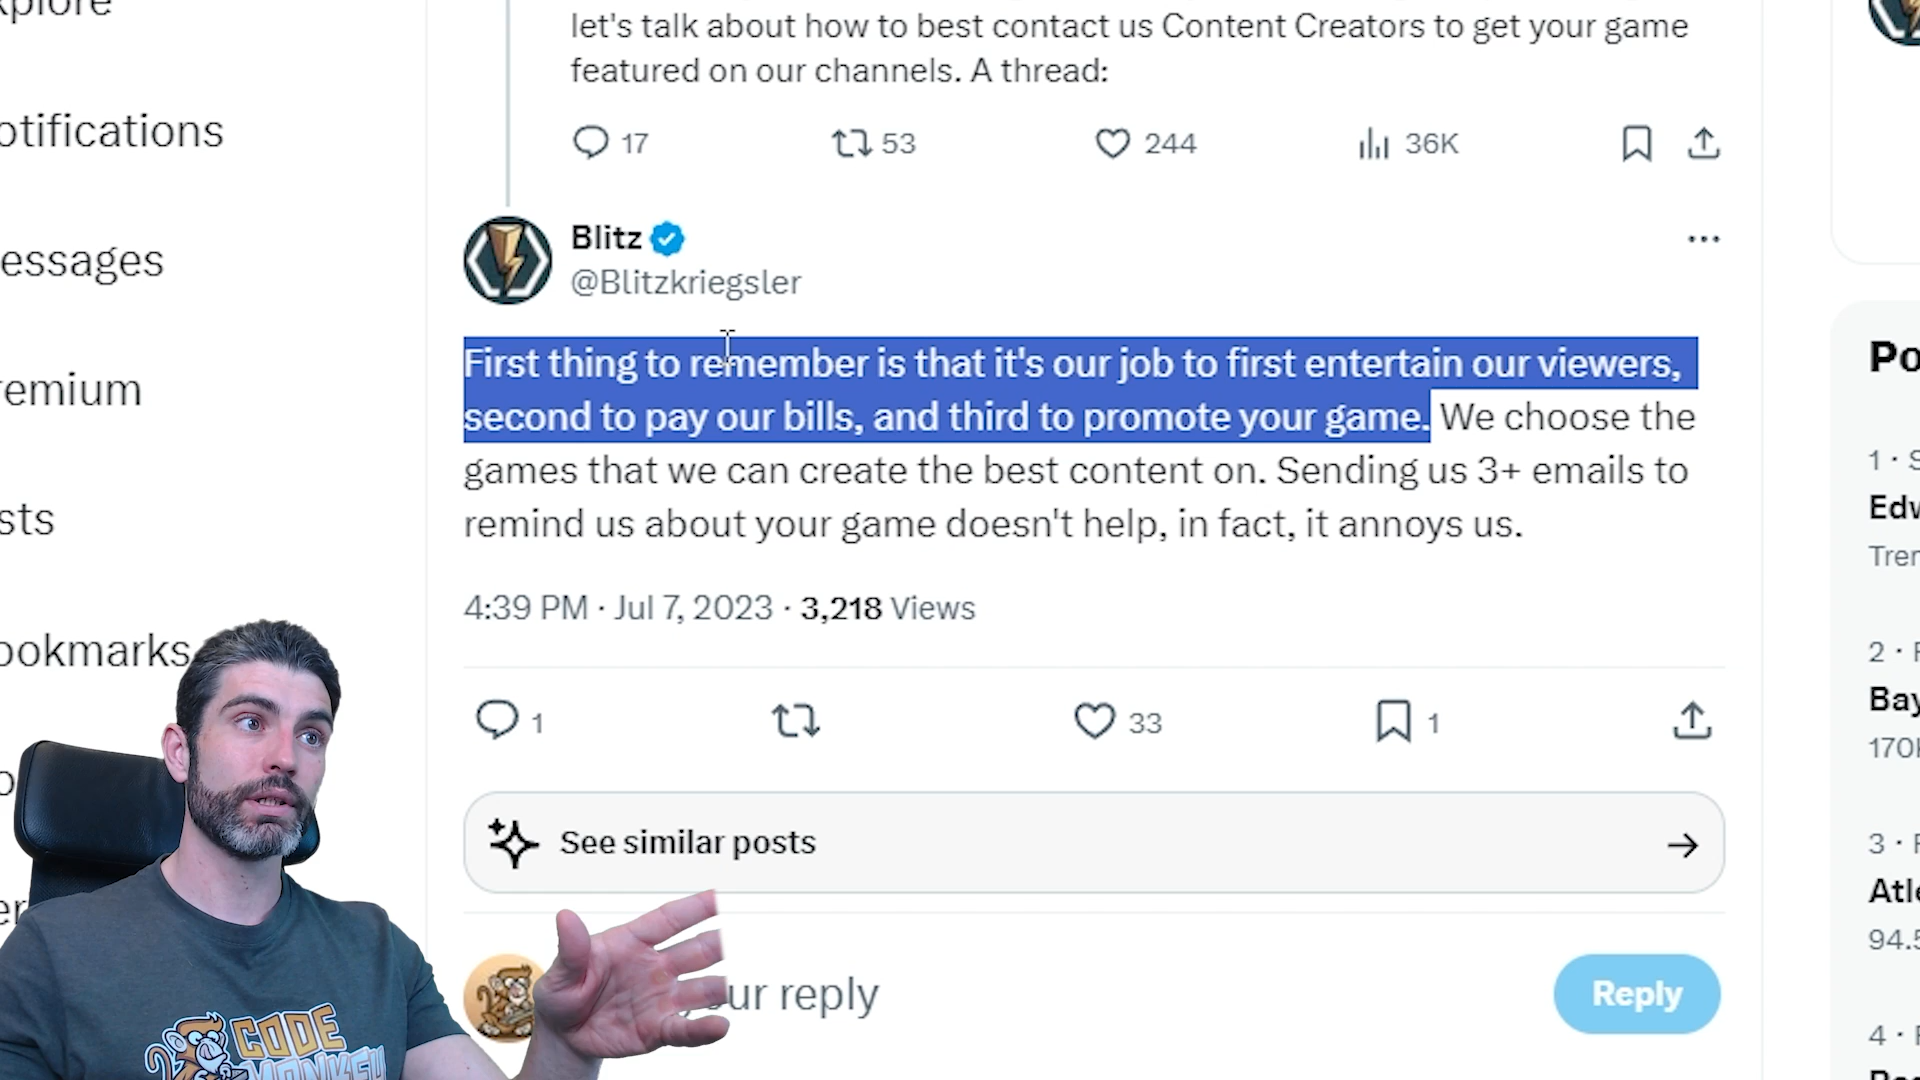 xplore
let's talk about how to best contact us Content Creators to get your game
featured on our channels. A thread:
otifications
17 53 244 36K
Blitz
@Blitzkriegsler
essages
First thing to remember is that it's our job to first entertain our viewers,
second to pay our bills, and third to promote your game. We choose the
games that we can create the best content on. Sending us 3+ emails to
remind us about your game doesn't help, in fact, it annoys us.
remium
sts
4:39 PM · Jul 7, 2023 · 3,218 Views
ookmarks
1 33 1
See similar posts
ur reply
Reply
CODE
MONKEY
Po
1 · S
Edw
Tren
2 ·
Bay
170K
3 ·
Atle
94.5
4 ·